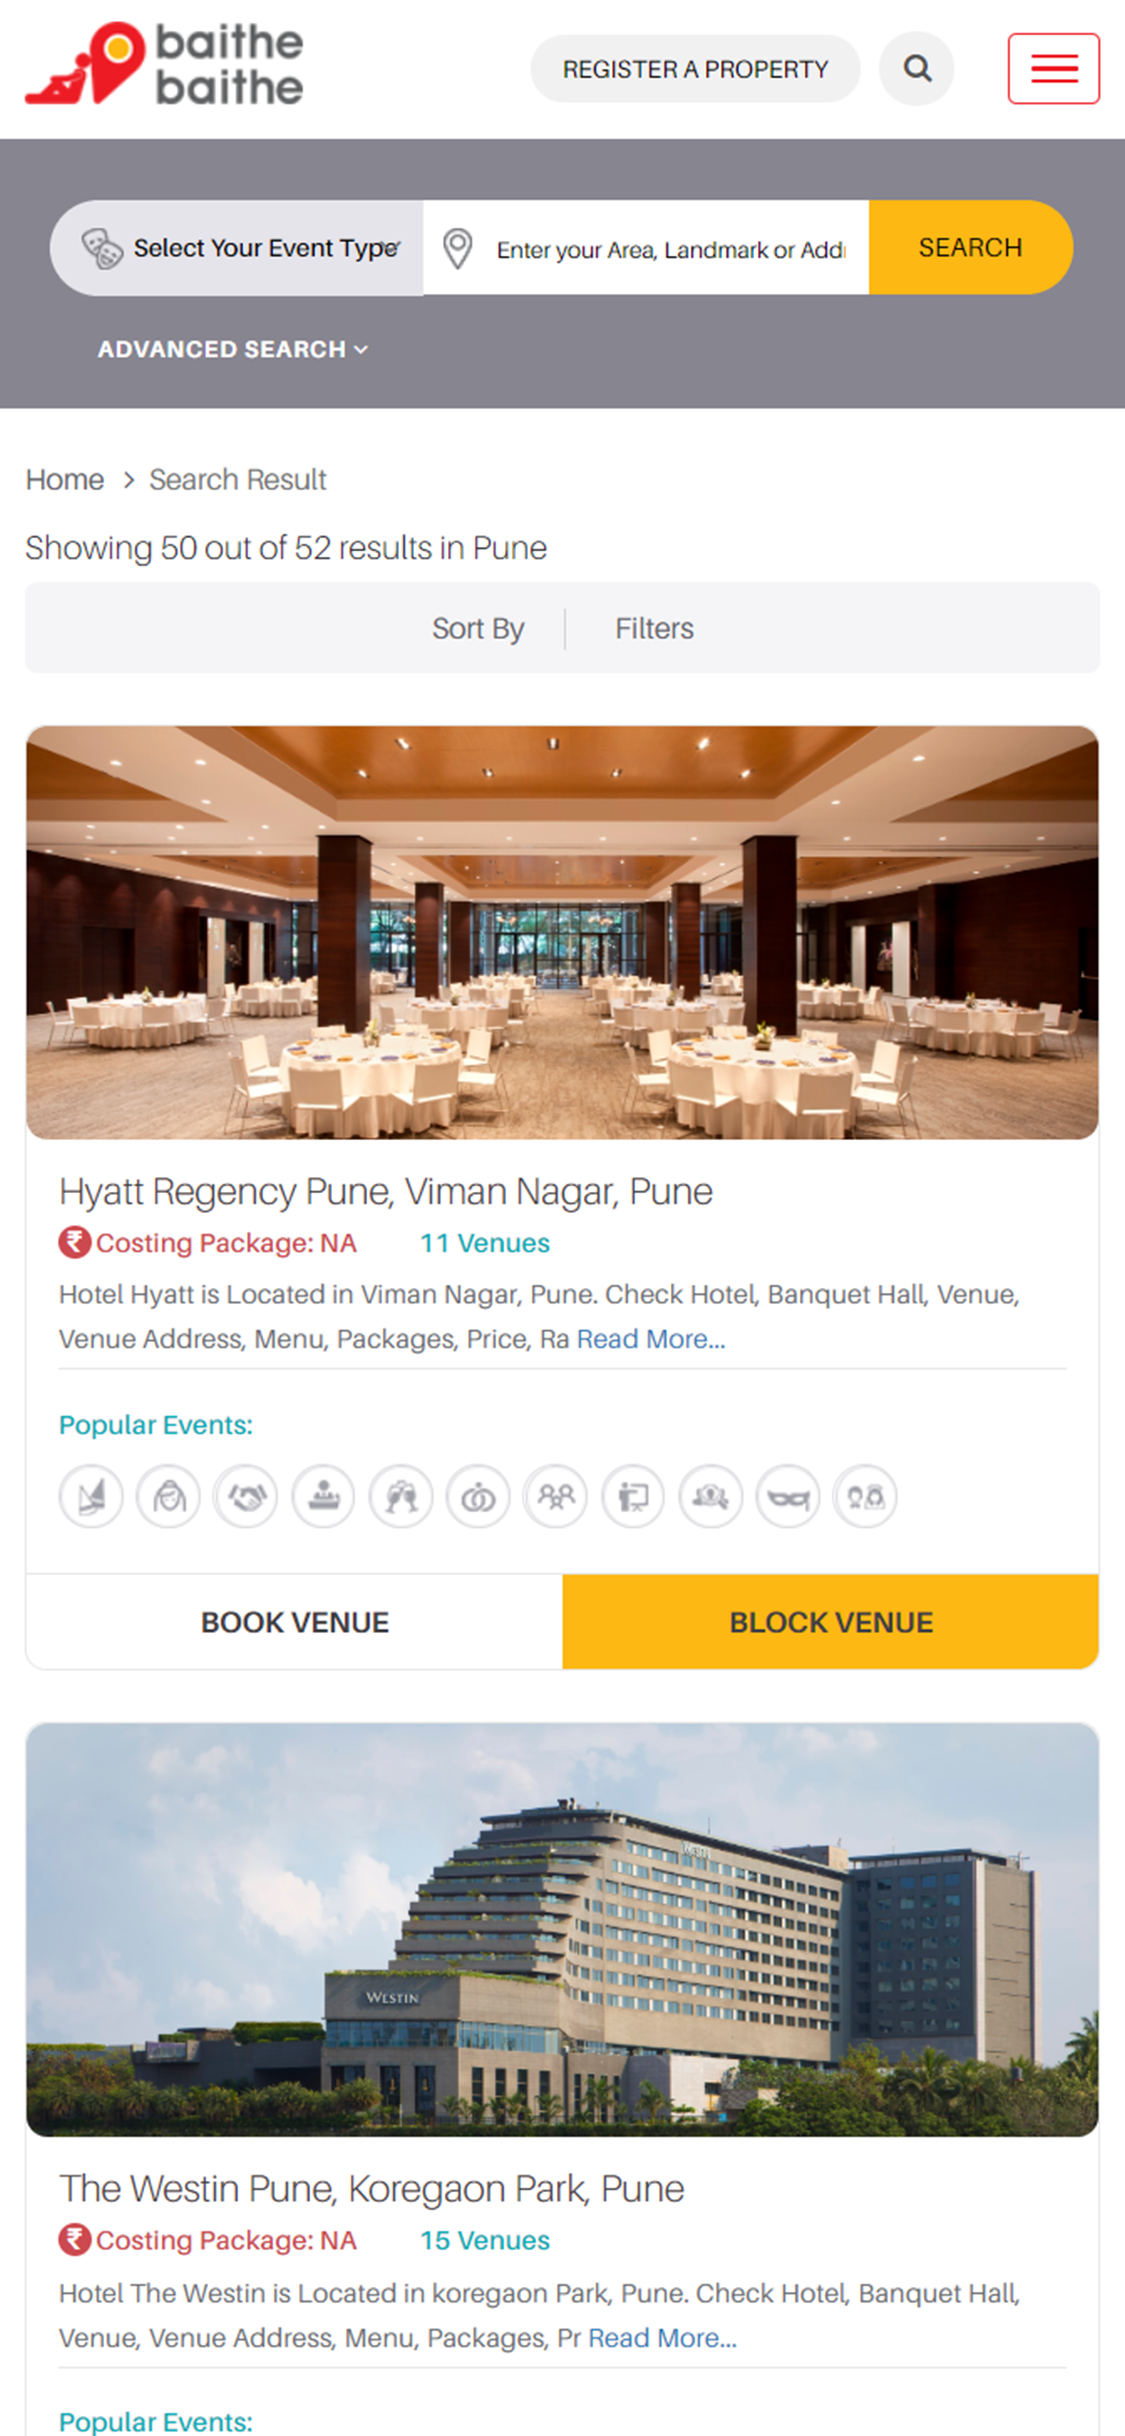 baithe
baithe
REGISTER A PROPERTY
Select Your Event Type
Enter your Area, Landmark or Add
SEARCH
ADVANCED SEARCH
Home > Search Result
Showing 50 out of 52 results in Pune
Sort By
Filters
Hyatt Regency Pune, Viman Nagar, Pune
₹ Costing Package: NA
11 Venues
Hotel Hyatt is Located in Viman Nagar, Pune. Check Hotel, Banquet Hall, Venue,
Venue Address, Menu, Packages, Price, Ra Read More...
Popular Events:
BOOK VENUE
BLOCK VENUE
WESTIN
WESTIN
The Westin Pune, Koregaon Park, Pune
₹ Costing Package: NA
15 Venues
Hotel The Westin is Located in koregaon Park, Pune. Check Hotel, Banquet Hall,
Venue, Venue Address, Menu, Packages, Pr Read More...
Popular Events: